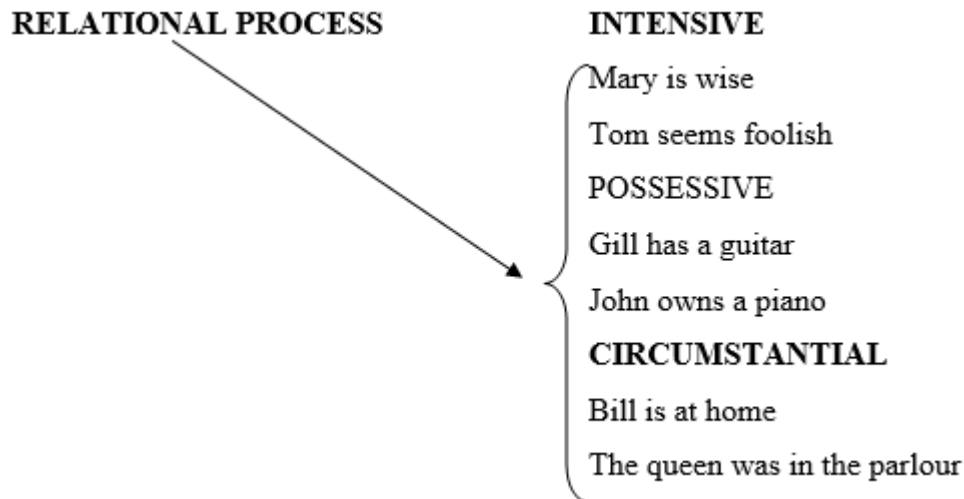 RELATIONAL PROCESS
INTENSIVE
Mary is wise
Tom seems foolish
POSSESSIVE
Gill has a guitar
John owns a piano
CIRCUMSTANTIAL
Bill is at home
The queen was in the parlour